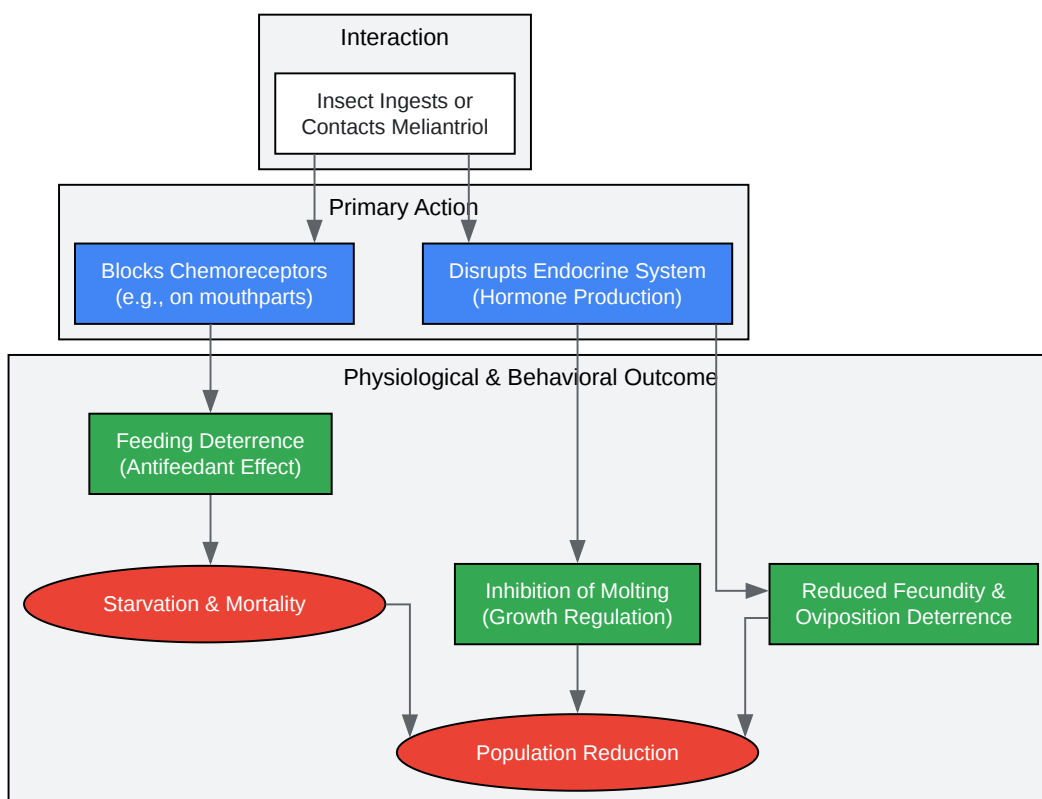 Interaction
Insect Ingests or
Contacts Meliantriol
Primary Action
Blocks Chemoreceptors
(e.g., on mouthparts)
Disrupts Endocrine System
(Hormone Production)
Physiological & Behavioral Outcome
Feeding Deterrence
(Antifeedant Effect)
Starvation & Mortality
Inhibition of Molting
(Growth Regulation)
Reduced Fecundity &
Oviposition Deterrence
Population Reduction